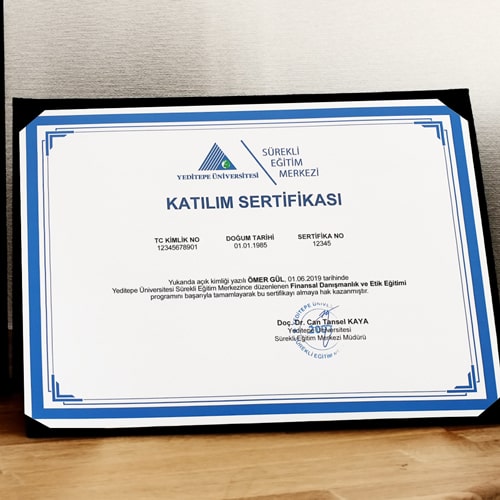 YEDİTEPE ÜNİVERSİTESİ
SÜREKLİ
EĞİTİM
MERKEZİ
KATILIM SERTİFİKASI
TC KİMLİK NO
12345678901
DOĞUM TARİHİ
01.01.1985
SERTİFİKA NO
12345
Yukarıda açık kimliği yazılı ÖMER GÜL, 01.06.2019 tarihinde
Yeditepe Üniversitesi Sürekli Eğitim Merkezince düzenlenen Finansal Danışmanlık ve Etik Eğitimi
programını başarıyla tamamlayarak bu sertifikayı almaya hak kazanmıştır.
Doç. Dr. Can Tansel KAYA
Yeditepe Üniversitesi
Sürekli Eğitim Merkezi Müdürü